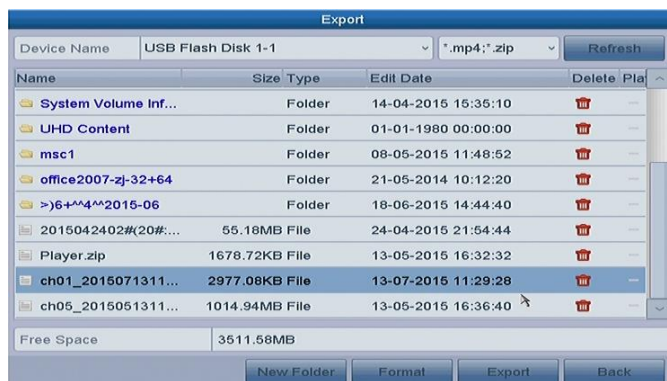 Export
Device Name USB Flash Disk 1-1 *.mp4;*.zip Refresh
Name Size Type Edit Date Delete Pla
System Volume Inf... Folder 14-04-2015 15:35:10
UHD Content Folder 01-01-1980 00:00:00
msc1 Folder 08-05-2015 11:48:52
office2007-zj-32+64 Folder 21-05-2014 10:12:20
>)6+^^4^^2015-06 Folder 18-06-2015 14:44:40
2015042402#(20#:... 55.18MB File 24-04-2015 21:54:44
Player.zip 1678.72KB File 13-05-2015 16:32:32
ch01_2015071311... 2977.08KB File 13-07-2015 11:29:28
ch05_2015051311... 1014.94MB File 13-05-2015 16:36:40
Free Space 3511.58MB
New Folder Format Export Back